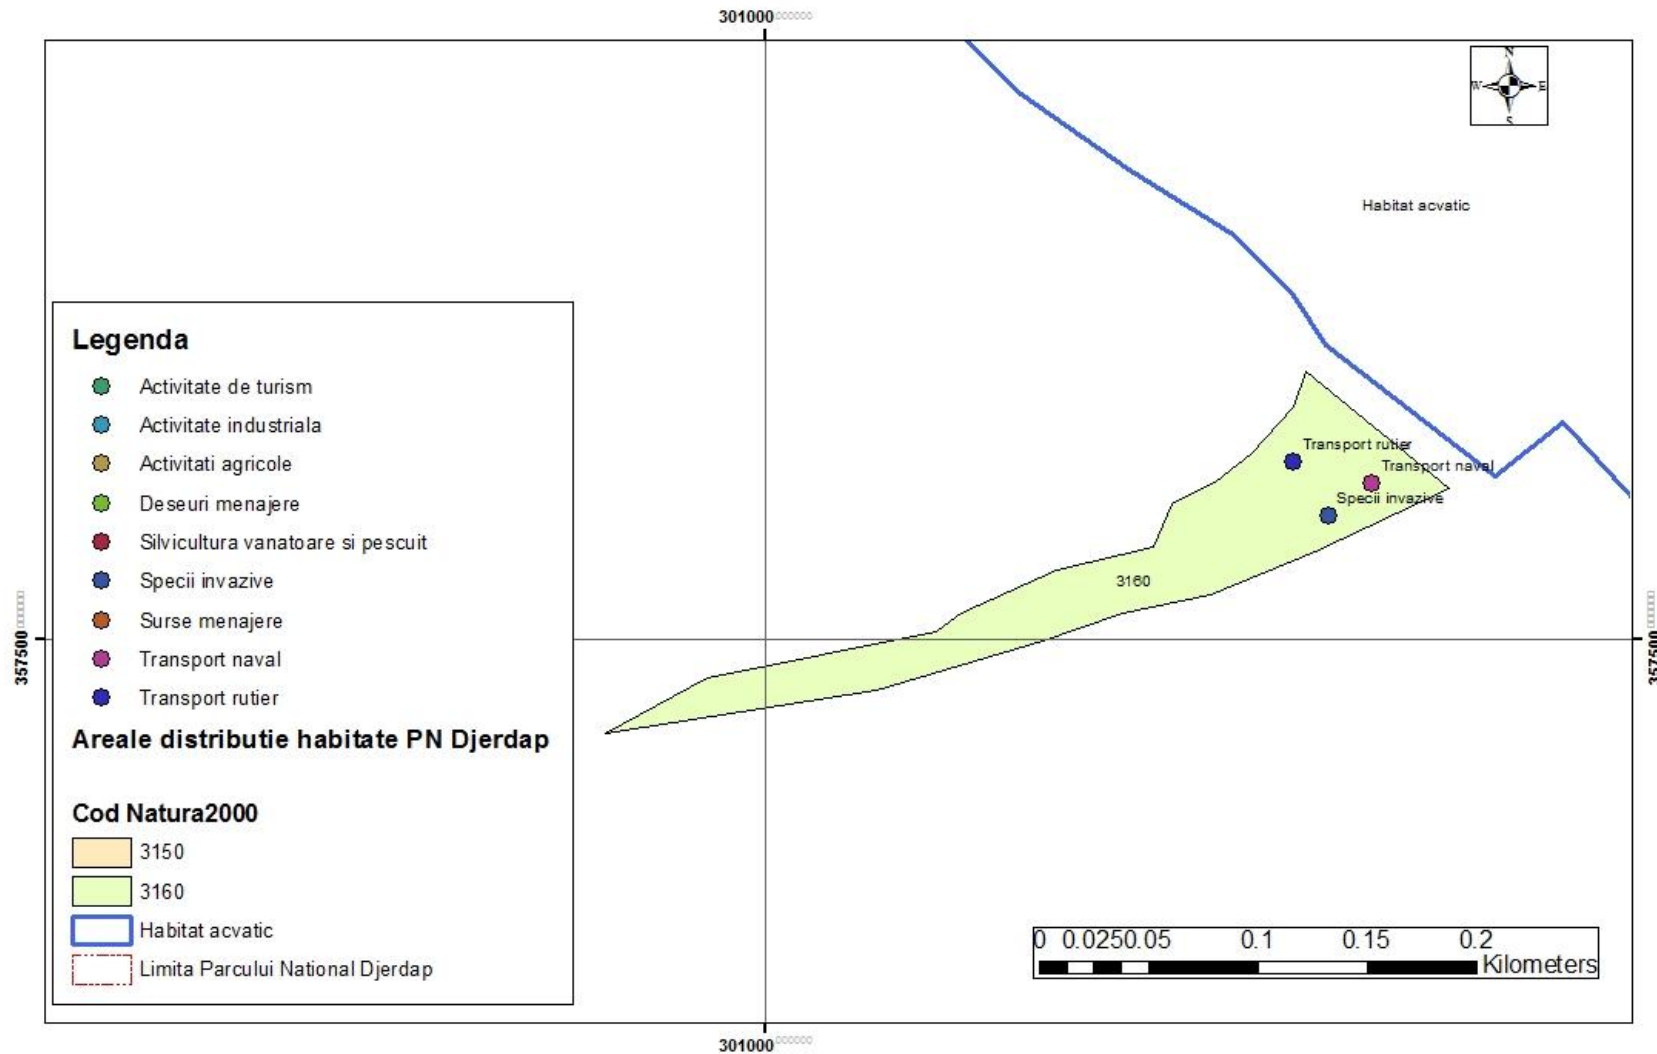 301000
N
W E
S
Habitat acvatic
Legenda
Activitate de turism
Activitate industriala
Activitati agricole
Deseuri menajere
Silvicultura vanatoare si pescuit
Specii invazive
Surse menajere
Transport naval
Transport rutier
Areale distributie habitate PN Djerdap
Cod Natura2000
3150
3160
Habitat acvatic
Limita Parcului National Djerdap
Transport rutier
Transport naval
Specii invazive
3160
357500
357500
0 0.0250.05 0.1 0.15 0.2
Kilometers
301000